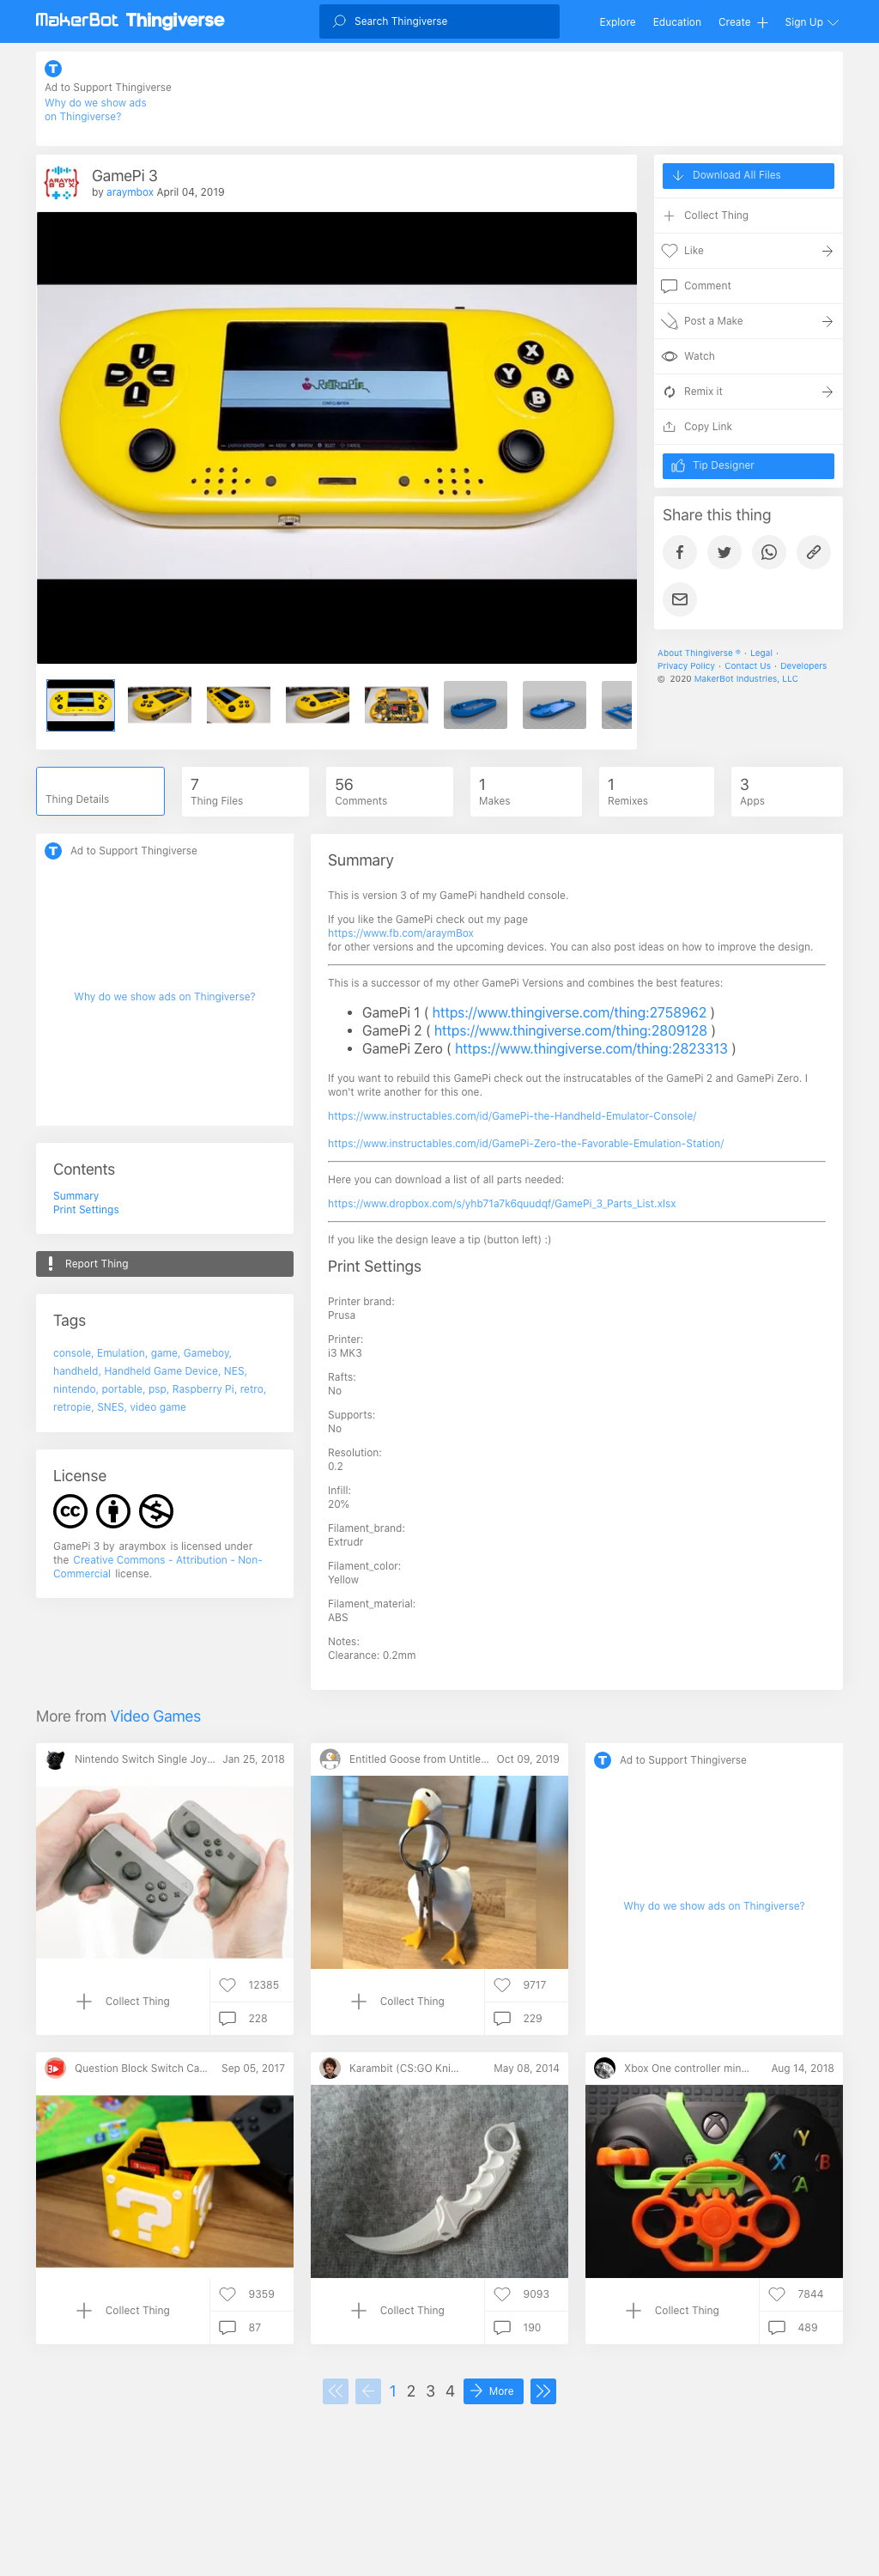 MakerBot Thingiverse
Search Thingiverse
Explore
Education
Create
Sign Up
Ad to Support Thingiverse
Why do we show ads
on Thingiverse?
ARAYM
BOX
GamePi 3
by araymbox April 04, 2019
RetroPie
CONFIGURATION
X
Y
A
B
Download All Files
Collect Thing
Like
Comment
Post a Make
Watch
Remix it
Copy Link
Tip Designer
Share this thing
About Thingiverse ® · Legal ·
Privacy Policy · Contact Us · Developers
© 2020 MakerBot Industries, LLC
Thing Details
7
Thing Files
56
Comments
1
Makes
1
Remixes
3
Apps
Ad to Support Thingiverse
Why do we show ads on Thingiverse?
Contents
Summary
Print Settings
Report Thing
Tags
console, Emulation, game, Gameboy,
handheld, Handheld Game Device, NES,
nintendo, portable, psp, Raspberry Pi, retro,
retropie, SNES, video game
License
cc
GamePi 3 by araymbox is licensed under
the Creative Commons - Attribution - Non-
Commercial license.
Summary
This is version 3 of my GamePi handheld console.
If you like the GamePi check out my page
https://www.fb.com/araymBox
for other versions and the upcoming devices. You can also post ideas on how to improve the design.
This is a successor of my other GamePi Versions and combines the best features:
• GamePi 1 ( https://www.thingiverse.com/thing:2758962 )
• GamePi 2 ( https://www.thingiverse.com/thing:2809128 )
• GamePi Zero ( https://www.thingiverse.com/thing:2823313 )
If you want to rebuild this GamePi check out the instrucatables of the GamePi 2 and GamePi Zero. I
won't write another for this one.
https://www.instructables.com/id/GamePi-the-Handheld-Emulator-Console/
https://www.instructables.com/id/GamePi-Zero-the-Favorable-Emulation-Station/
Here you can download a list of all parts needed:
https://www.dropbox.com/s/yhb71a7k6quudqf/GamePi_3_Parts_List.xlsx
If you like the design leave a tip (button left) :)
Print Settings
Printer brand:
Prusa
Printer:
i3 MK3
Rafts:
No
Supports:
No
Resolution:
0.2
Infill:
20%
Filament_brand:
Extrudr
Filament_color:
Yellow
Filament_material:
ABS
Notes:
Clearance: 0.2mm
More from Video Games
Nintendo Switch Single Joy... Jan 25, 2018
Collect Thing
12385
228
Entitled Goose from Untitle... Oct 09, 2019
Collect Thing
9717
229
Ad to Support Thingiverse
Why do we show ads on Thingiverse?
Question Block Switch Ca... Sep 05, 2017
?
Collect Thing
9359
87
Karambit (CS:GO Kni... May 08, 2014
Collect Thing
9093
190
Xbox One controller min... Aug 14, 2018
Y
X
B
A
Collect Thing
7844
489
1 2 3 4
More